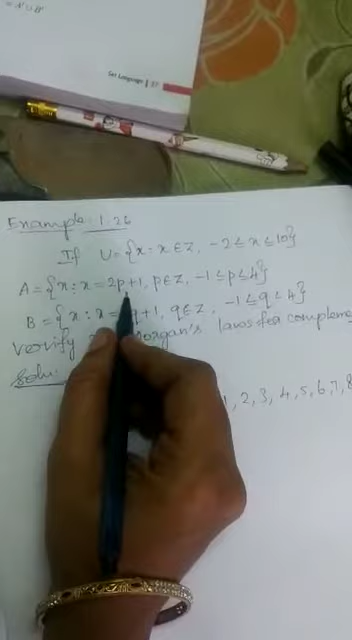 = A'∪B'
Set Language | 37
Example: 1.26
If U = {x : x ∈ Z, -2 ≤ x ≤ 10}
A = {x : x = 2p+1, p ∈ Z, -1 ≤ p ≤ 4}
B = {x : x = q+1, q ∈ Z, -1 ≤ q ≤ 4}
verify Morgan's laws for compleme
Soln:
1, 2, 3, 4, 5, 6, 7, 8